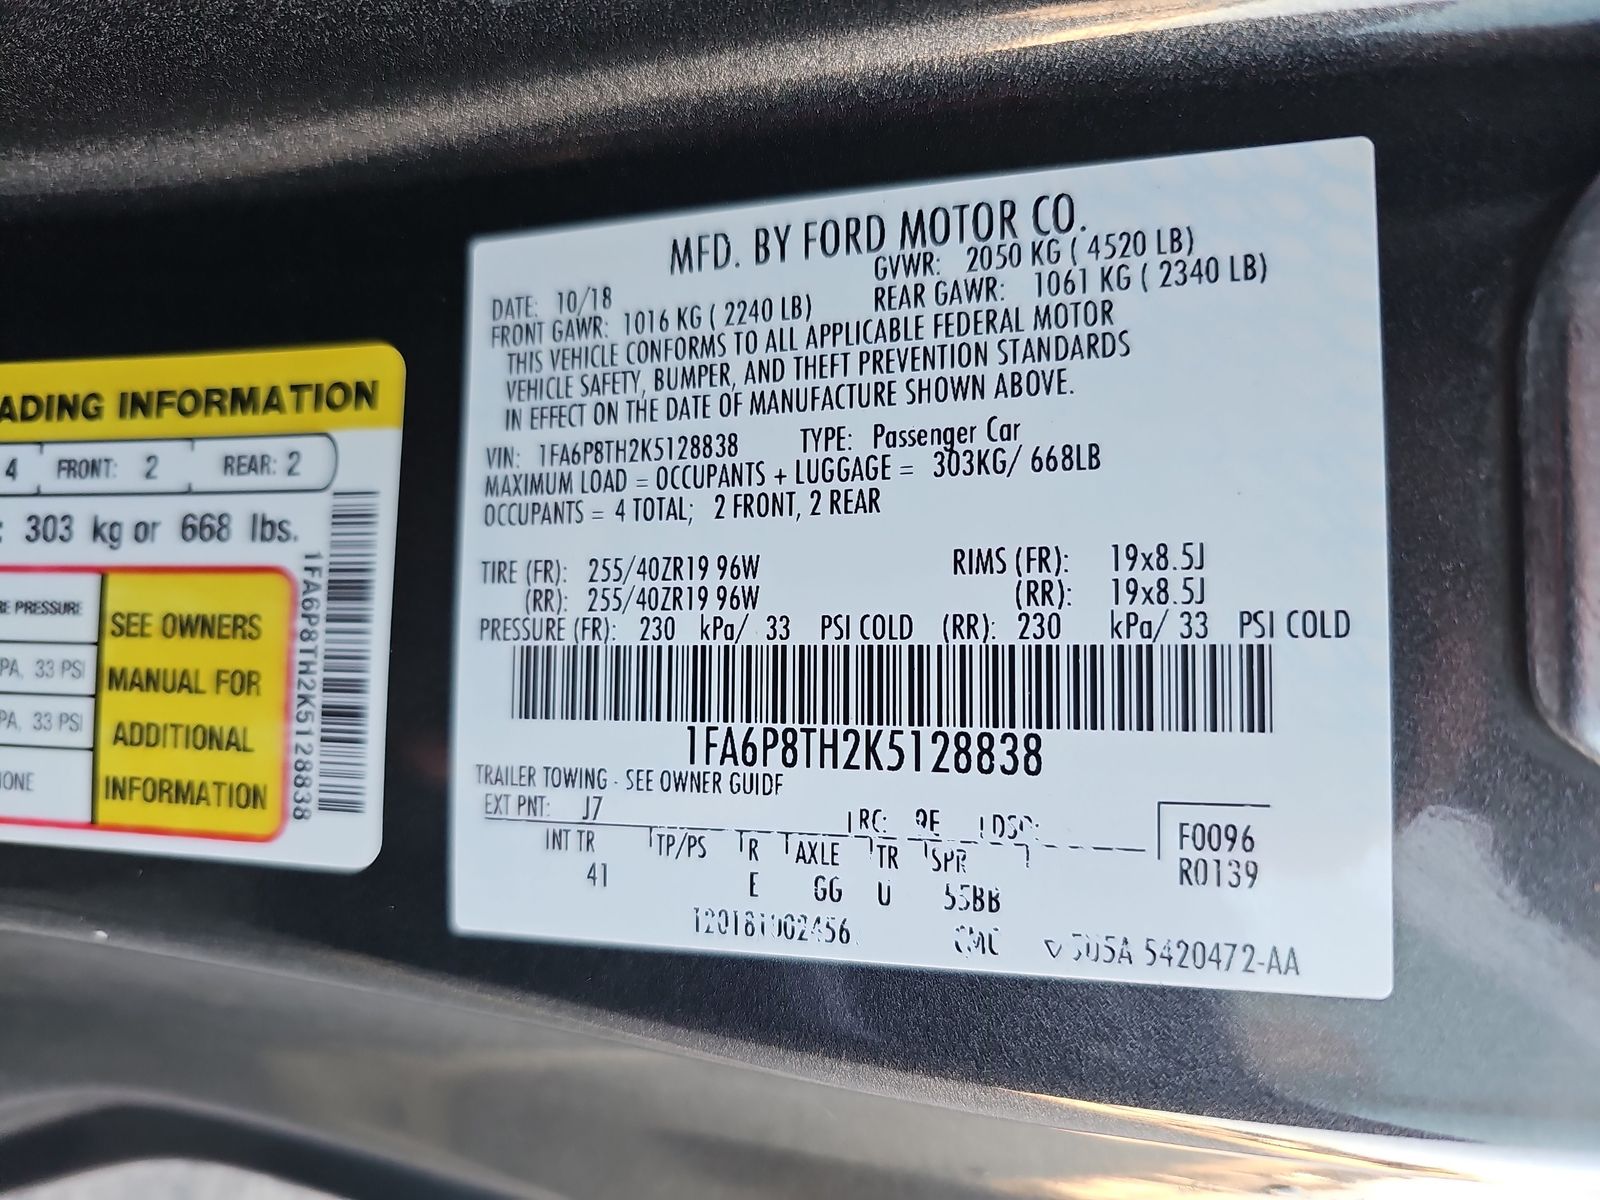 ADING INFORMATION
4 FRONT: 2 REAR: 2
: 303 kg or 668 lbs.
RE PRESSURE
PA, 33 PSI
PA, 33 PSI
ONE
SEE OWNERS
MANUAL FOR
ADDITIONAL
INFORMATION
1FA6P8TH2K5128838
MFD. BY FORD MOTOR CO.
DATE: 10/18 GVWR: 2050 KG ( 4520 LB)
FRONT GAWR: 1016 KG ( 2240 LB) REAR GAWR: 1061 KG ( 2340 LB)
THIS VEHICLE CONFORMS TO ALL APPLICABLE FEDERAL MOTOR
VEHICLE SAFETY, BUMPER, AND THEFT PREVENTION STANDARDS
IN EFFECT ON THE DATE OF MANUFACTURE SHOWN ABOVE.
VIN: 1FA6P8TH2K5128838 TYPE: Passenger Car
MAXIMUM LOAD = OCCUPANTS + LUGGAGE = 303KG/ 668LB
OCCUPANTS = 4 TOTAL; 2 FRONT, 2 REAR
TIRE (FR): 255/40ZR19 96W RIMS (FR): 19x8.5J
(RR): 255/40ZR19 96W (RR): 19x8.5J
PRESSURE (FR): 230 kPa/ 33 PSI COLD (RR): 230 kPa/ 33 PSI COLD
1FA6P8TH2K5128838
TRAILER TOWING - SEE OWNER GUIDE
EXT PNT: J7 RC: DSO:
INT TR TP/PS R AXLE TR SPR
41 E GG U 55BB
F0096
R0139
5420472-AA